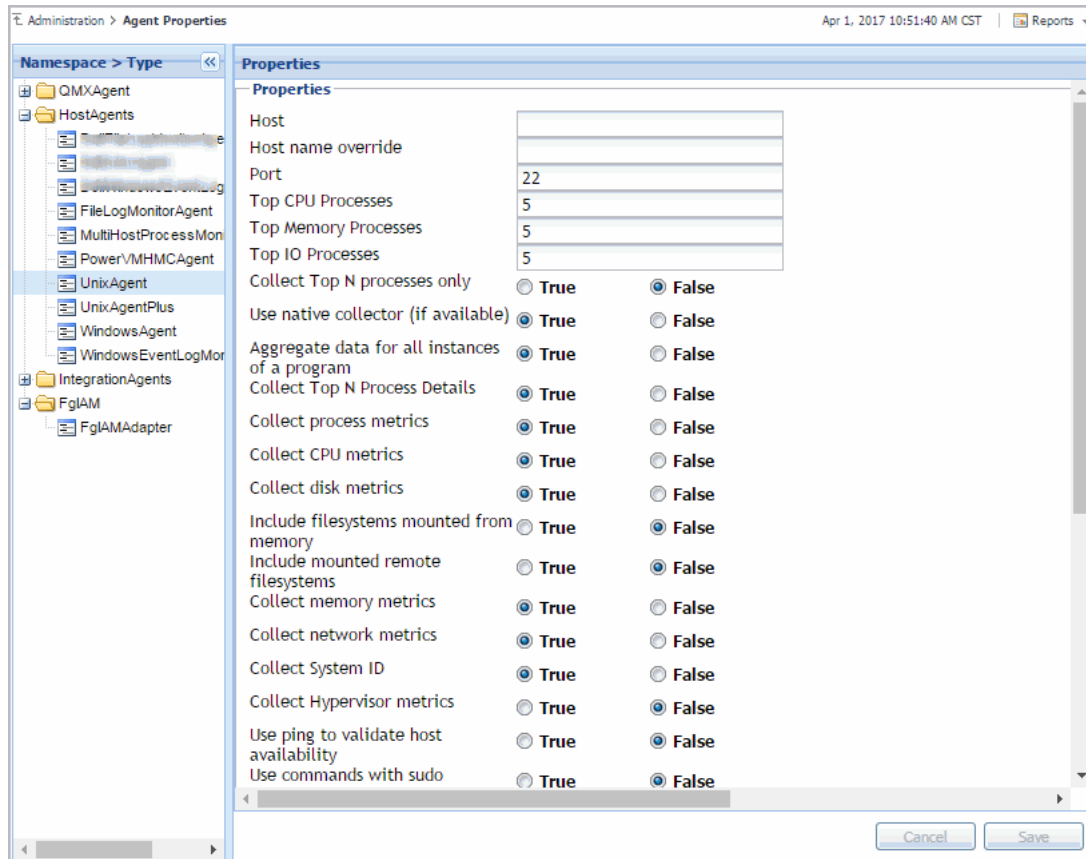 Administration > Agent Properties
Apr 1, 2017 10:51:40 AM CST
Reports
Namespace > Type
QMXAgent
HostAgents
FileLogMonitorAgent
MultiHostProcessMoni
PowerVMHMCAgent
UnixAgent
UnixAgentPlus
WindowsAgent
WindowsEventLogMor
IntegrationAgents
FglAM
FglAMAdapter
Properties
Properties
Host
Host name override
Port 22
Top CPU Processes 5
Top Memory Processes 5
Top IO Processes 5
Collect Top N processes only True False
Use native collector (if available) True False
Aggregate data for all instances
of a program True False
Collect Top N Process Details True False
Collect process metrics True False
Collect CPU metrics True False
Collect disk metrics True False
Include filesystems mounted from
memory True False
Include mounted remote
filesystems True False
Collect memory metrics True False
Collect network metrics True False
Collect System ID True False
Collect Hypervisor metrics True False
Use ping to validate host
availability True False
Use commands with sudo True False
Cancel Save